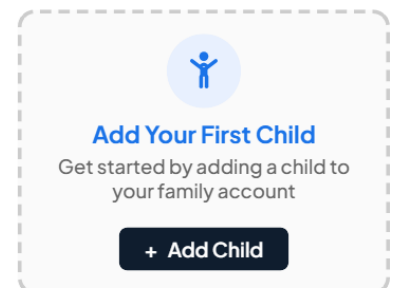 Add Your First Child
Get started by adding a child to
your family account
+ Add Child